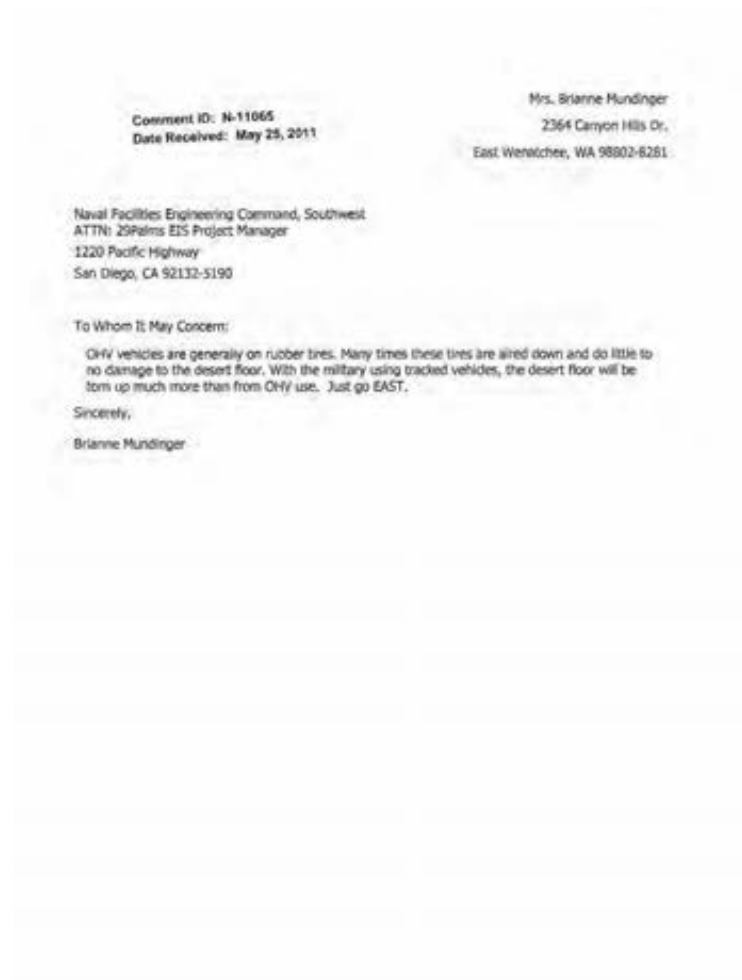 Comment ID: N-11065
Date Received: May 25, 2011
Mrs. Brianne Mundinger
2364 Canyon Hills Dr.
East Wenatchee, WA 98802-8281
Naval Facilities Engineering Command, Southwest
ATTN: 29Palms EIS Project Manager
1220 Pacific Highway
San Diego, CA 92132-5190
To Whom It May Concern:
OHV vehicles are generally on rubber tires. Many times these tires are aired down and do little to
no damage to the desert floor. With the military using tracked vehicles, the desert floor will be
torn up much more than from OHV use. Just go EAST.
Sincerely,
Brianne Mundinger